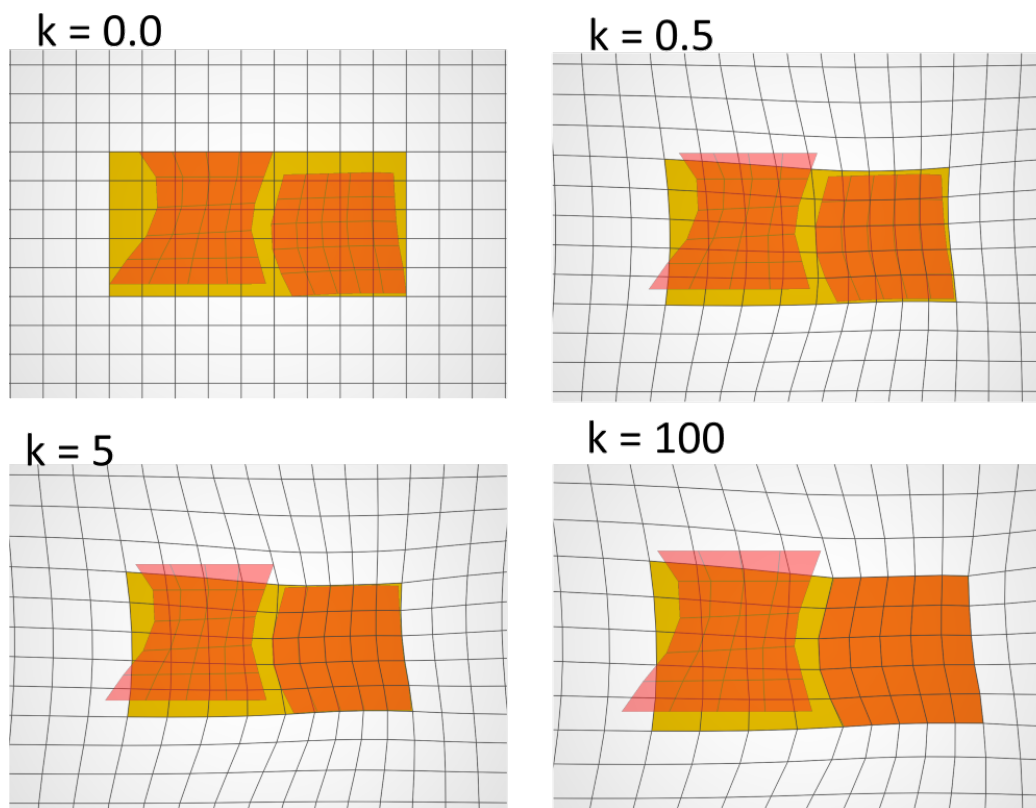 k = 0.0
k = 0.5
k = 5
k = 100